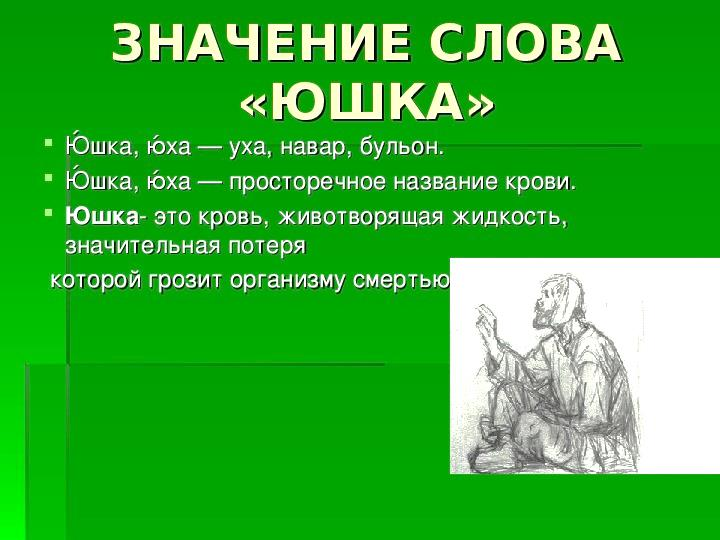 ЗНАЧЕНИЕ СЛОВА
«ЮШКА»
Ю́шка, ю́ха — уха, навар, бульон.
Ю́шка, ю́ха — просторечное название крови.
Юшка- это кровь, животворящая жидкость,
значительная потеря
которой грозит организму смертью